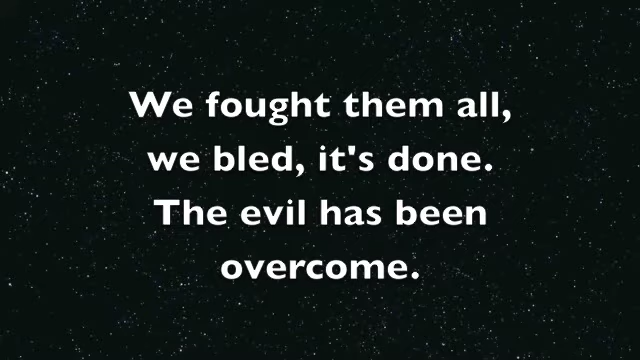 We fought them all,
we bled, it's done.
The evil has been
overcome.